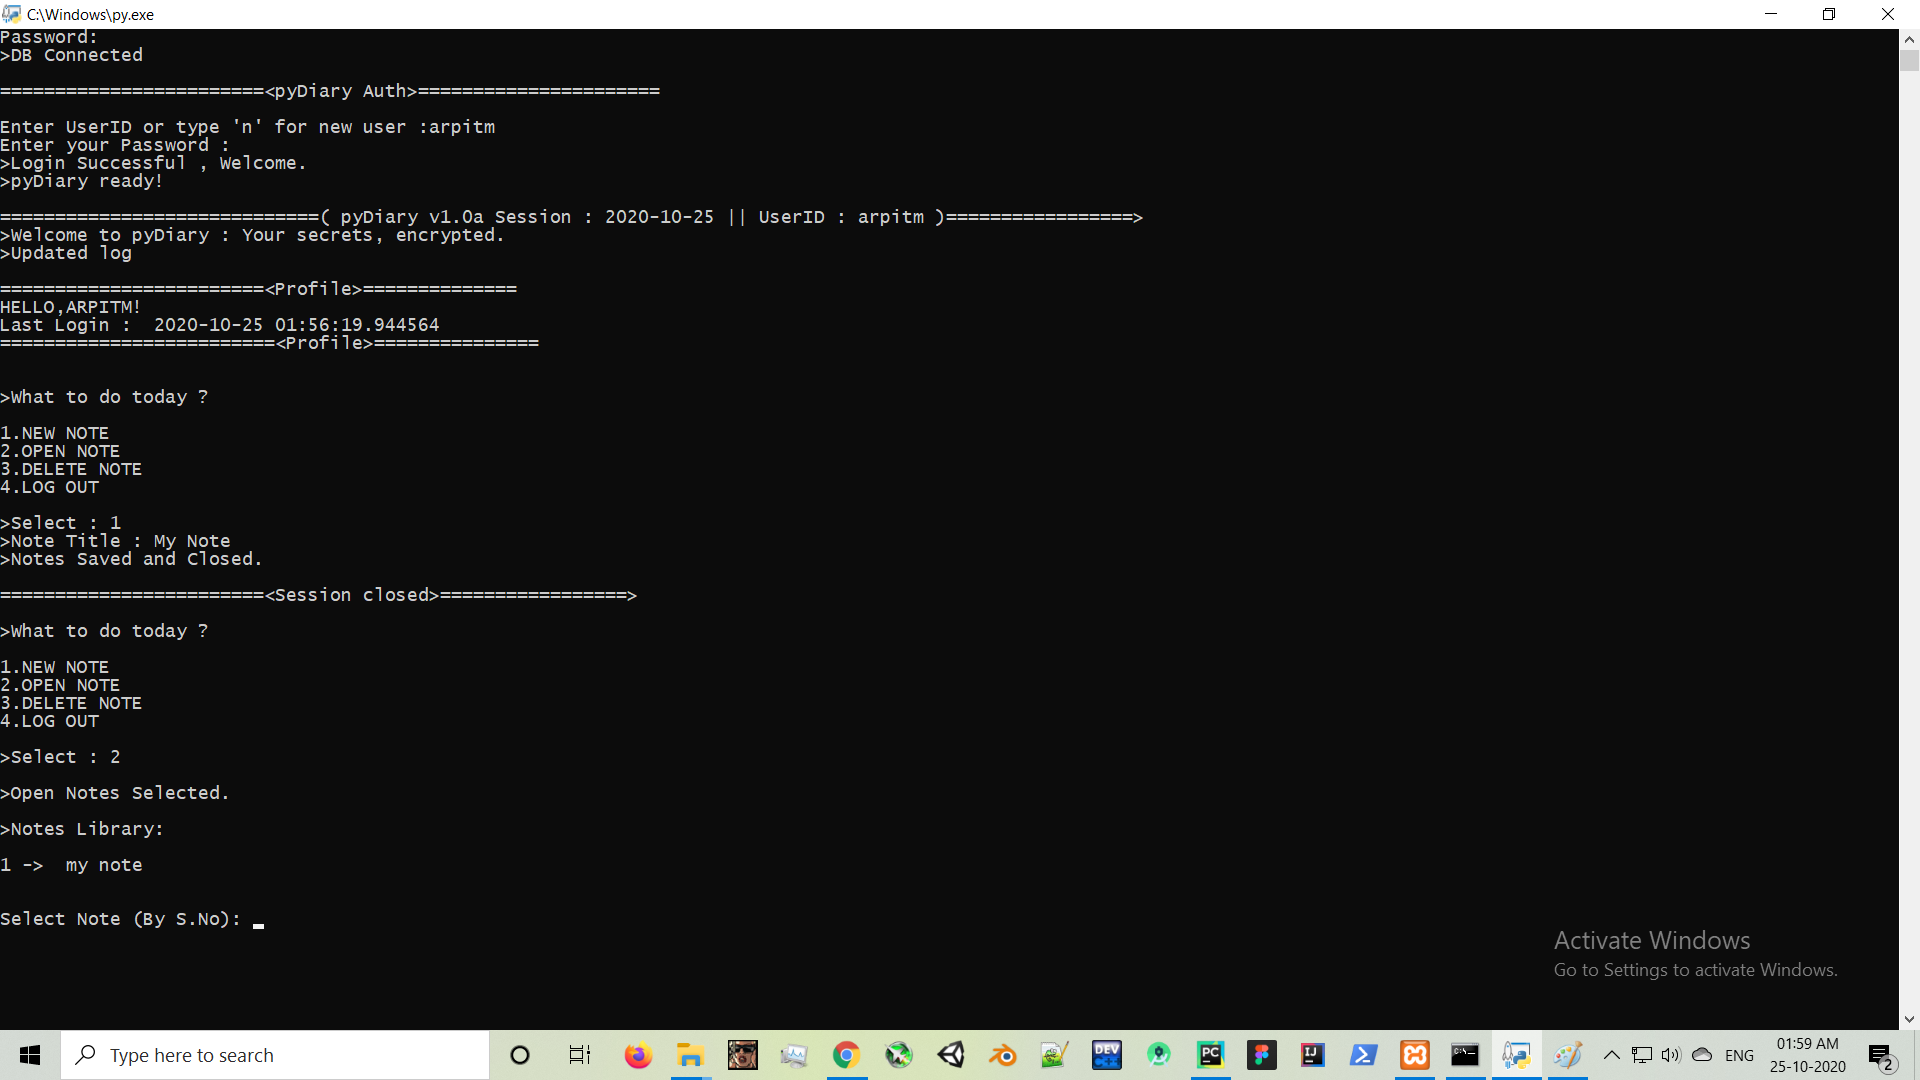 C:\Windows\py.exe
Password:
>DB Connected
========================<pyDiary Auth>======================
Enter UserID or type 'n' for new user :arpitm
Enter your Password :
>Login Successful , Welcome.
>pyDiary ready!
=============================( pyDiary v1.0a Session : 2020-10-25 || UserID : arpitm )=================>
>Welcome to pyDiary : Your secrets, encrypted.
>Updated log
========================<Profile>==============
HELLO,ARPITM!
Last Login :  2020-10-25 01:56:19.944564
=========================<Profile>===============
>What to do today ?
1.NEW NOTE
2.OPEN NOTE
3.DELETE NOTE
4.LOG OUT
>Select : 1
>Note Title : My Note
>Notes Saved and Closed.
========================<Session closed>=================>
>What to do today ?
1.NEW NOTE
2.OPEN NOTE
3.DELETE NOTE
4.LOG OUT
>Select : 2
>Open Notes Selected.
>Notes Library:
1 ->  my note
Select Note (By S.No): _
Activate Windows
Go to Settings to activate Windows.
Type here to search
DEV
C++
PC
IJ
C:\_
ENG
01:59 AM
25-10-2020
2